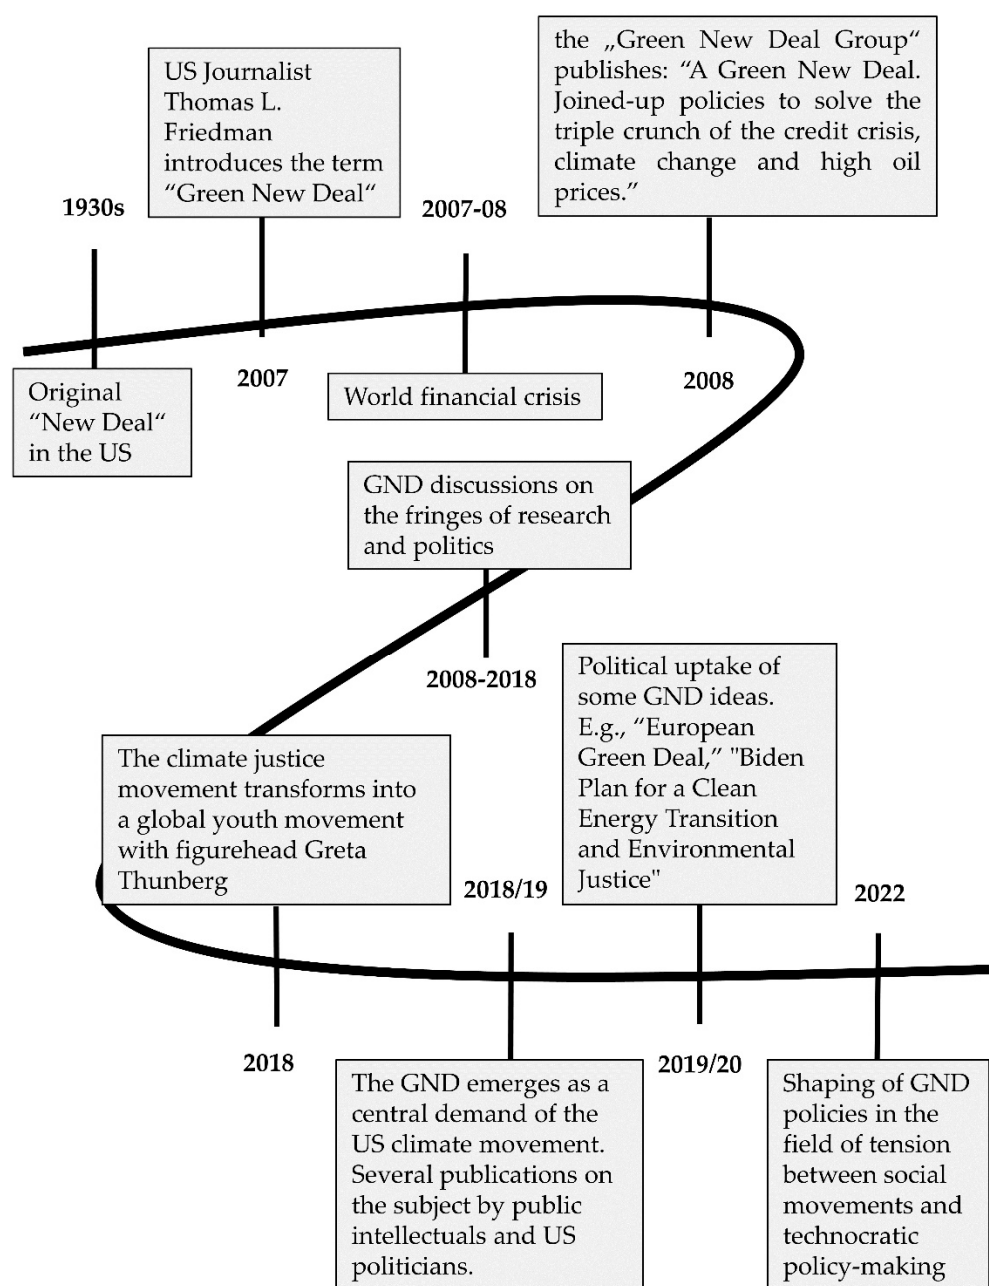 1930s
Original
“New Deal“
in the US
US Journalist
Thomas L.
Friedman
introduces the term
“Green New Deal“
2007
2007-08
World financial crisis
the „Green New Deal Group“
publishes: “A Green New Deal.
Joined-up policies to solve the
triple crunch of the credit crisis,
climate change and high oil
prices.”
2008
GND discussions on
the fringes of research
and politics
2008-2018
The climate justice
movement transforms into
a global youth movement
with figurehead Greta
Thunberg
2018
2018/19
The GND emerges as a
central demand of the
US climate movement.
Several publications on
the subject by public
intellectuals and US
politicians.
Political uptake of
some GND ideas.
E.g., “European
Green Deal,” "Biden
Plan for a Clean
Energy Transition
and Environmental
Justice"
2019/20
2022
Shaping of GND
policies in the
field of tension
between social
movements and
technocratic
policy-making